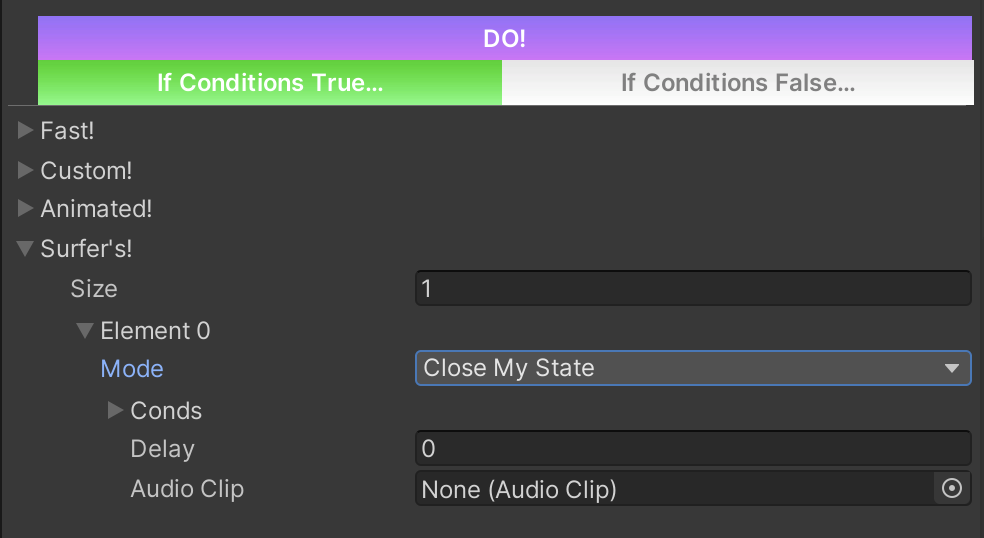 DO!
If Conditions True...
If Conditions False...
Fast!
Custom!
Animated!
Surfer's!
Size 1
Element 0
Mode Close My State
Conds
Delay 0
Audio Clip None (Audio Clip)